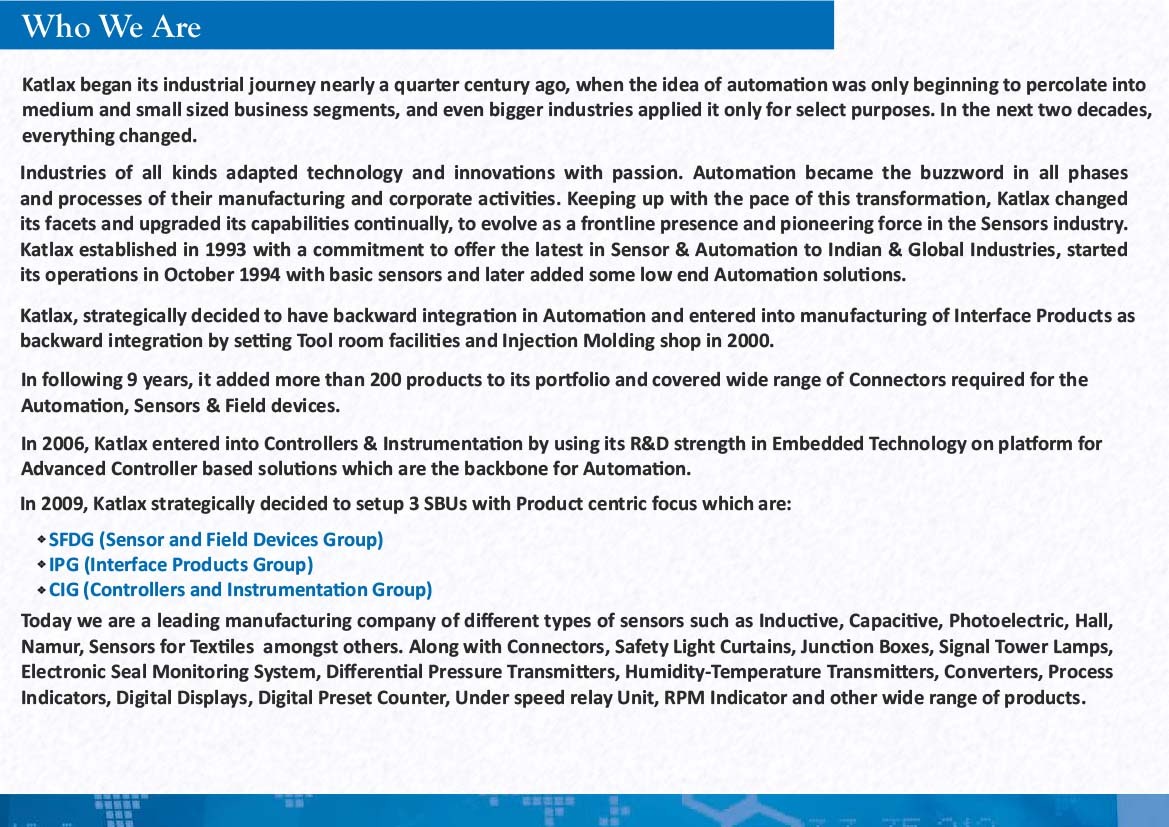 Who We Are
Katlax began its industrial journey nearly a quarter century ago, when the idea of automation was only beginning to percolate into
medium and small sized business segments, and even bigger industries applied it only for select purposes. In the next two decades,
everything changed.
Industries of all kinds adapted technology and innovations with passion. Automation became the buzzword in all phases
and processes of their manufacturing and corporate activities. Keeping up with the pace of this transformation, Katlax changed
its facets and upgraded its capabilities continually, to evolve as a frontline presence and pioneering force in the Sensors industry.
Katlax established in 1993 with a commitment to offer the latest in Sensor & Automation to Indian & Global Industries, started
its operations in October 1994 with basic sensors and later added some low end Automation solutions.
Katlax, strategically decided to have backward integration in Automation and entered into manufacturing of Interface Products as
backward integration by setting Tool room facilities and Injection Molding shop in 2000.
In following 9 years, it added more than 200 products to its portfolio and covered wide range of Connectors required for the
Automation, Sensors & Field devices.
In 2006, Katlax entered into Controllers & Instrumentation by using its R&D strength in Embedded Technology on platform for
Advanced Controller based solutions which are the backbone for Automation.
In 2009, Katlax strategically decided to setup 3 SBUs with Product centric focus which are:
❖SFDG (Sensor and Field Devices Group)
❖IPG (Interface Products Group)
❖CIG (Controllers and Instrumentation Group)
Today we are a leading manufacturing company of different types of sensors such as Inductive, Capacitive, Photoelectric, Hall,
Namur, Sensors for Textiles amongst others. Along with Connectors, Safety Light Curtains, Junction Boxes, Signal Tower Lamps,
Electronic Seal Monitoring System, Differential Pressure Transmitters, Humidity-Temperature Transmitters, Converters, Process
Indicators, Digital Displays, Digital Preset Counter, Under speed relay Unit, RPM Indicator and other wide range of products.